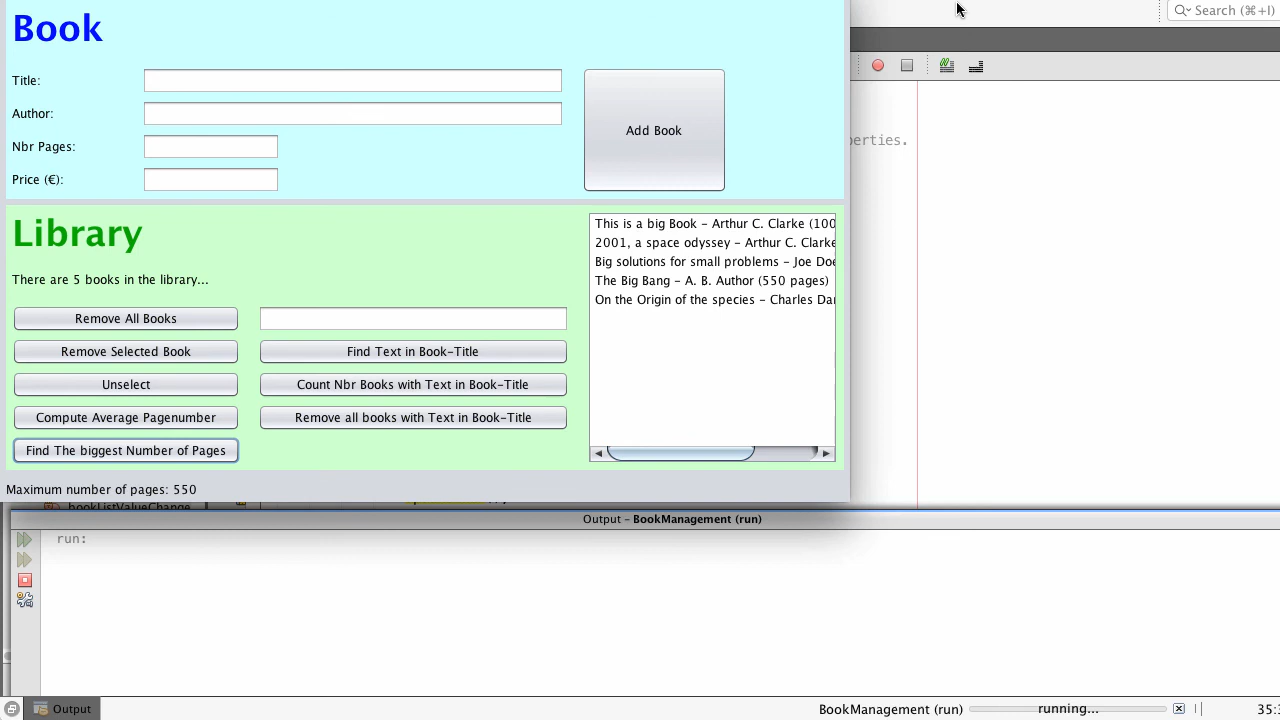 Book
Search (⌘+I)
Title:
Author:
Add Book
perties.
Nbr Pages:
Price (€):
Library
This is a big Book – Arthur C. Clarke (100
2001, a space odyssey – Arthur C. Clarke
Big solutions for small problems – Joe Doe
The Big Bang – A. B. Author (550 pages)
On the Origin of the species – Charles Dar
There are 5 books in the library...
Remove All Books
Remove Selected Book
Find Text in Book-Title
Unselect
Count Nbr Books with Text in Book-Title
Compute Average Pagenumber
Remove all books with Text in Book-Title
Find The biggest Number of Pages
Maximum number of pages: 550
bookListValueChange
Output – BookManagement (run)
run:
Output
BookManagement (run)
running...
35: